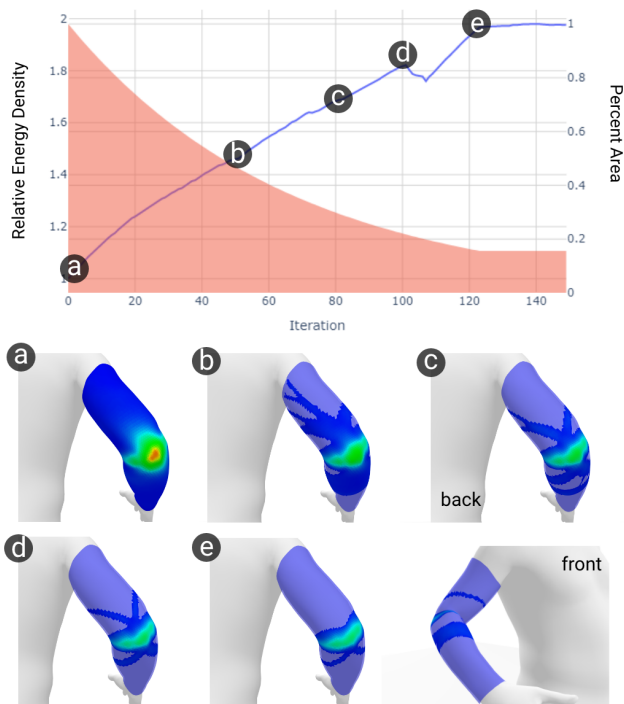 2
1
1.8
0.8
1.6
0.6
1.4
0.4
1.2
0.2
1
0
Relative Energy Density
Percent Area
a
b
c
d
e
0 20 40 60 80 100 120 140
Iteration
a
b
c
back
d
e
front